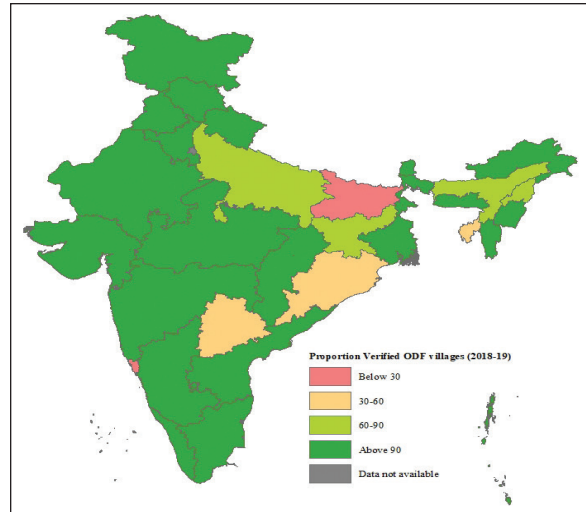 Proportion Verified ODF villages (2018-19)
Below 30
30-60
60-90
Above 90
Data not available